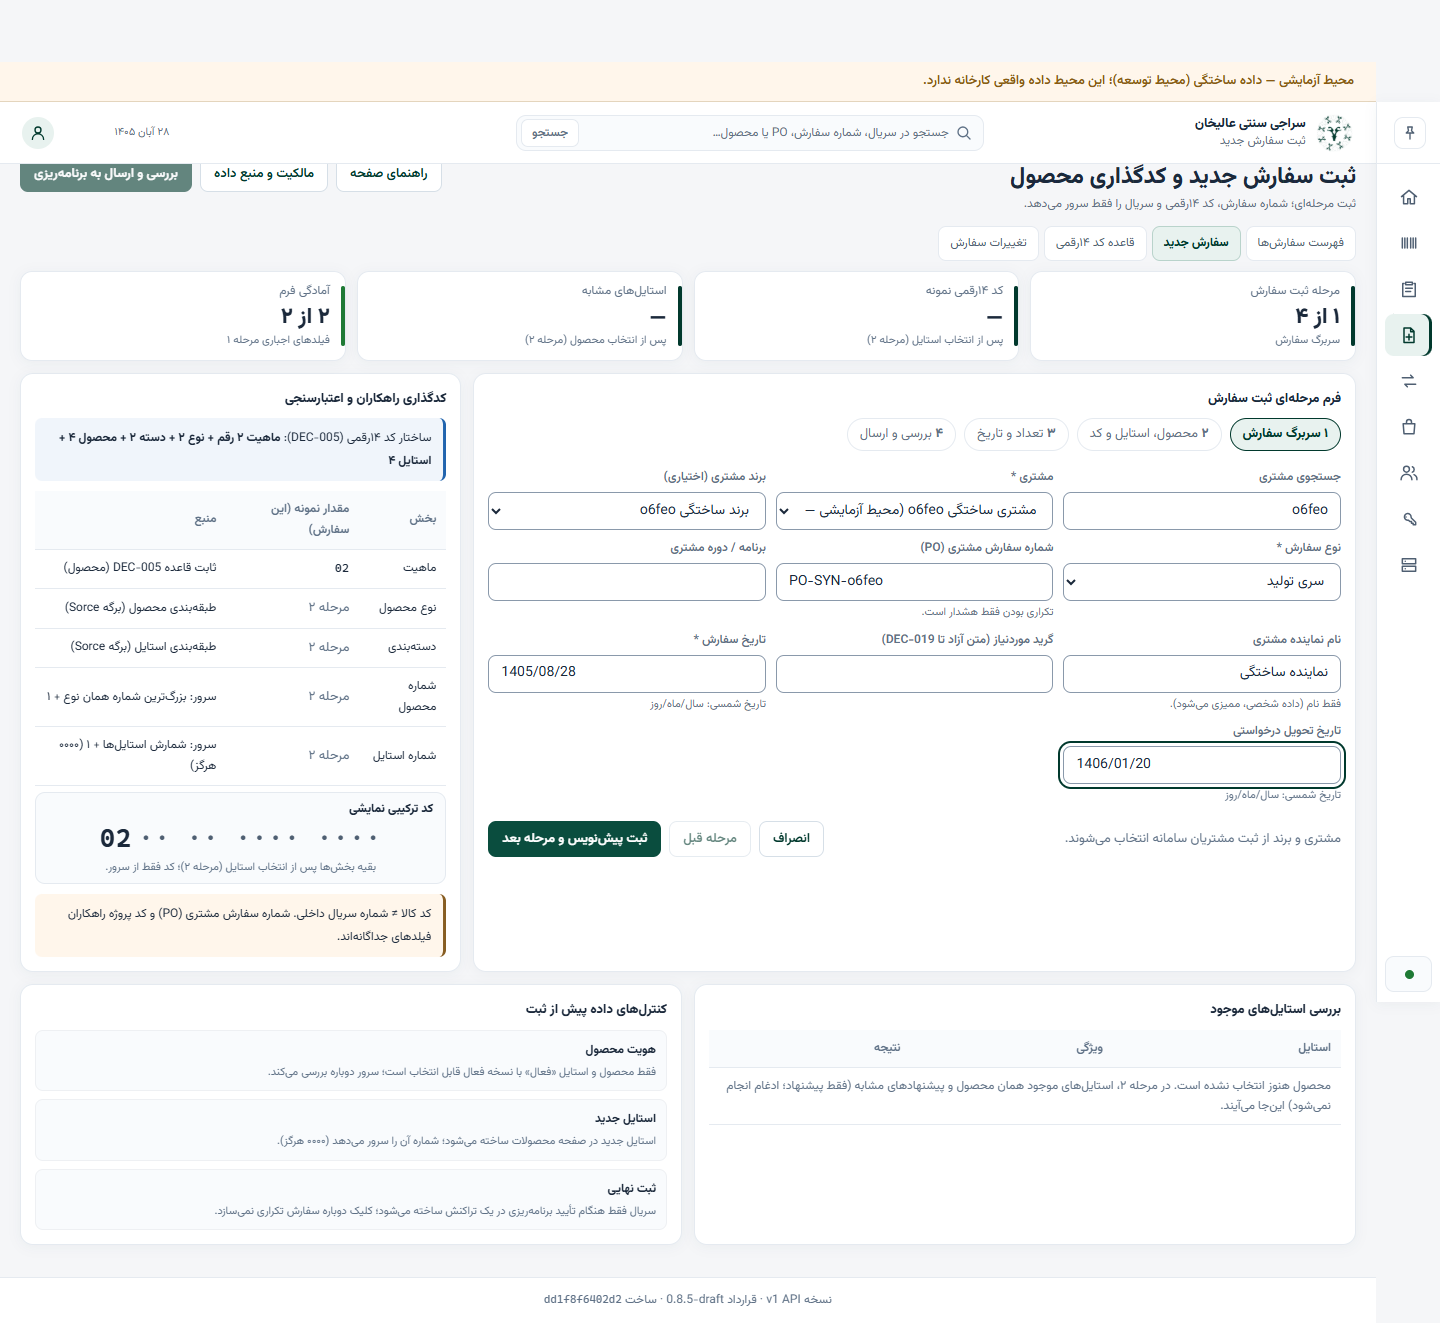 محیط آزمایشی — داده ساختگی (محیط توسعه)؛ این محیط داده واقعی کارخانه ندارد.
سراجی سنتی عالیخان
ثبت سفارش جدید
جستجو در سریال، شماره سفارش، PO یا محصول...
جستجو
۲۸ آبان ۱۴۰۵
ثبت سفارش جدید و کدگذاری محصول
ثبت مرحله‌ای؛ شماره سفارش، کد ۱۴رقمی و سریال را فقط سرور می‌دهد.
راهنمای صفحه
مالکیت و منبع داده
بررسی و ارسال به برنامه‌ریزی
فهرست سفارش‌ها
سفارش جدید
قاعده کد ۱۴رقمی
تغییرات سفارش
مرحله ثبت سفارش
۱ از ۴
سربرگ سفارش
کد ۱۴رقمی نمونه
—
پس از انتخاب استایل (مرحله ۲)
استایل‌های مشابه
—
پس از انتخاب محصول (مرحله ۲)
آمادگی فرم
۲ از ۲
فیلدهای اجباری مرحله ۱
فرم مرحله‌ای ثبت سفارش
۱ سربرگ سفارش
۲ محصول، استایل و کد
۳ تعداد و تاریخ
۴ بررسی و ارسال
جستجوی مشتری
مشتری *
برند مشتری (اختیاری)
o6feo
مشتری ساختگی o6feo (محیط آزمایشی —
برند ساختگی o6feo
نوع سفارش *
شماره سفارش مشتری (PO)
برنامه / دوره مشتری
سری تولید
PO-SYN-o6feo
تکراری بودن فقط هشدار است.
نام نماینده مشتری
گرید موردنیاز (متن آزاد تا DEC-019)
تاریخ سفارش *
نماینده ساختگی
1405/08/28
فقط نام (داده شخصی، ممیزی می‌شود).
تاریخ شمسی: سال/ماه/روز
تاریخ تحویل درخواستی
1406/01/20
تاریخ شمسی: سال/ماه/روز
مشتری و برند از ثبت مشتریان سامانه انتخاب می‌شوند.
انصراف
مرحله قبل
ثبت پیش‌نویس و مرحله بعد
کدگذاری راهکاران و اعتبارسنجی
ساختار کد ۱۴رقمی (DEC-005): ماهیت ۲ رقم + نوع ۲ + دسته ۲ + محصول ۴ +
استایل ۴
بخش
مقدار نمونه (این
سفارش)
منبع
ماهیت
02
ثابت قاعده DEC-005 (محصول)
نوع محصول
مرحله ۲
طبقه‌بندی محصول (برگه Sorce)
دسته‌بندی
مرحله ۲
طبقه‌بندی استایل (برگه Sorce)
شماره
محصول
مرحله ۲
سرور: بزرگ‌ترین شماره همان نوع + ۱
شماره استایل
مرحله ۲
سرور: شمارش استایل‌ها + ۱ (۰۰۰۰
هرگز)
کد ترکیبی نمایشی
02 •• •• •••• ••••
بقیه بخش‌ها پس از انتخاب استایل (مرحله ۲)؛ کد فقط از سرور.
کد کالا ≠ شماره سریال داخلی. شماره سفارش مشتری (PO) و کد پروژه راهکاران
فیلدهای جداگانه‌اند.
بررسی استایل‌های موجود
استایل
ویژگی
نتیجه
محصول هنوز انتخاب نشده است. در مرحله ۲، استایل‌های موجود همان محصول و پیشنهادهای مشابه (فقط پیشنهاد؛ ادغام انجام
نمی‌شود) این‌جا می‌آیند.
کنترل‌های داده پیش از ثبت
هویت محصول
فقط محصول و استایل «فعال» با نسخه فعال قابل انتخاب است؛ سرور دوباره بررسی می‌کند.
استایل جدید
استایل جدید در صفحه محصولات ساخته می‌شود؛ شماره آن را سرور می‌دهد (۰۰۰۰ هرگز).
ثبت نهایی
سریال فقط هنگام تأیید برنامه‌ریزی در یک تراکنش ساخته می‌شود؛ کلیک دوباره سفارش تکراری نمی‌سازد.
نسخه v1 API · قرارداد 0.8.5-draft · ساخت dd1f8f6402d2